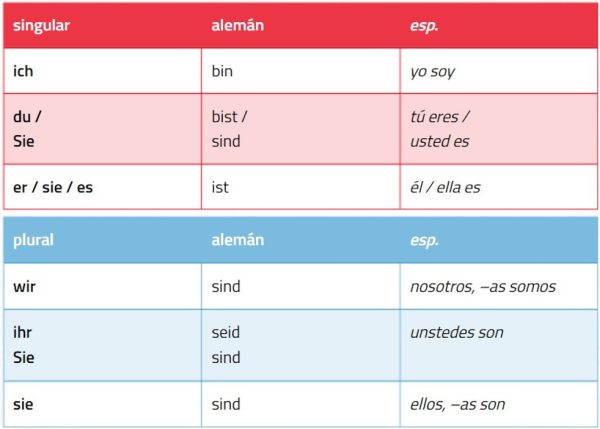 singular alemán esp.
ich bin yo soy
du / bist / tú eres /
Sie sind usted es
er / sie / es ist él / ella es
plural alemán esp.
wir sind nosotros, –as somos
ihr seid unstedes son
Sie sind
sie sind ellos, –as son